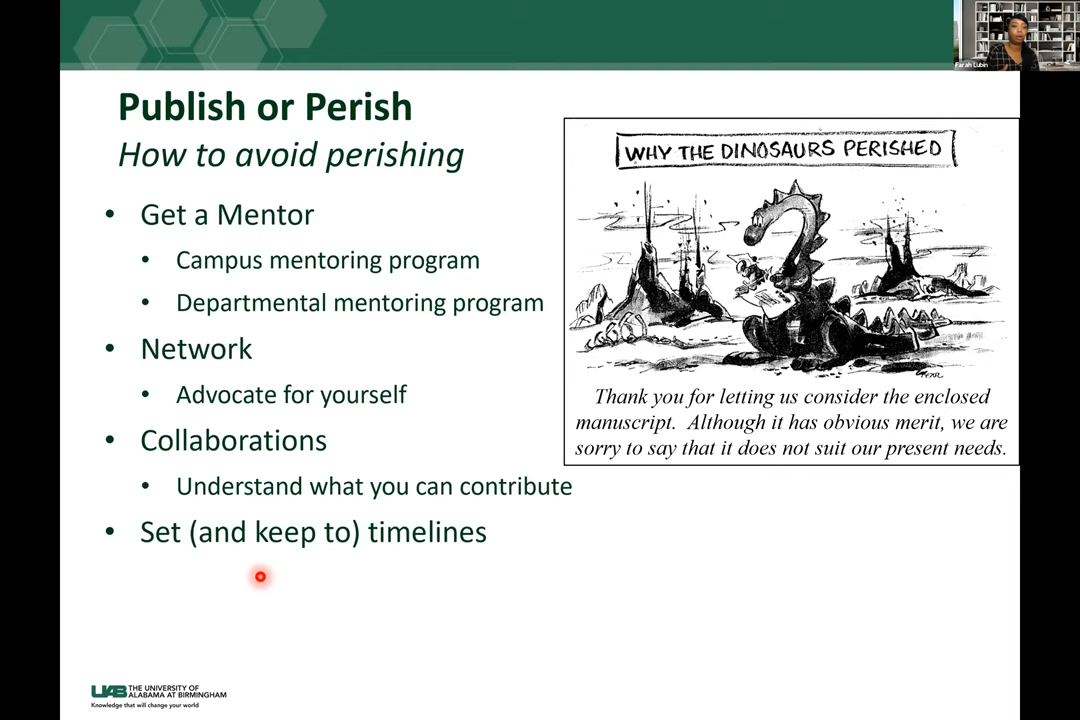 Farah Lubin
Publish or Perish
How to avoid perishing
• Get a Mentor
• Campus mentoring program
• Departmental mentoring program
• Network
• Advocate for yourself
• Collaborations
• Understand what you can contribute
• Set (and keep to) timelines
WHY THE DINOSAURS PERISHED
Thank you for letting us consider the enclosed
manuscript. Although it has obvious merit, we are
sorry to say that it does not suit our present needs.
UAB THE UNIVERSITY OF
ALABAMA AT BIRMINGHAM
Knowledge that will change your world